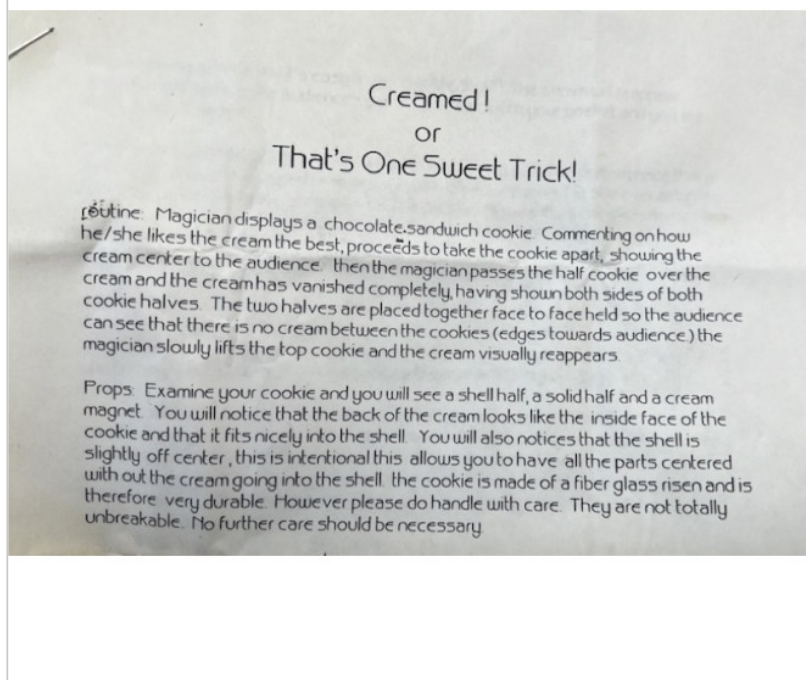 Creamed !
or
That's One Sweet Trick!
routine: Magician displays a chocolate sandwich cookie. Commenting on how
he/she likes the cream the best, proceeds to take the cookie apart, showing the
cream center to the audience. then the magician passes the half cookie over the
cream and the cream has vanished completely, having shown both sides of both
cookie halves. The two halves are placed together face to face held so the audience
can see that there is no cream between the cookies (edges towards audience.) the
magician slowly lifts the top cookie and the cream visually reappears.
Props: Examine your cookie and you will see a shell half, a solid half and a cream
magnet. You will notice that the back of the cream looks like the inside face of the
cookie and that it fits nicely into the shell. You will also notices that the shell is
slightly off center, this is intentional this allows you to have all the parts centered
with out the cream going into the shell. the cookie is made of a fiber glass risen and is
therefore very durable. However please do handle with care. They are not totally
unbreakable. No further care should be necessary.